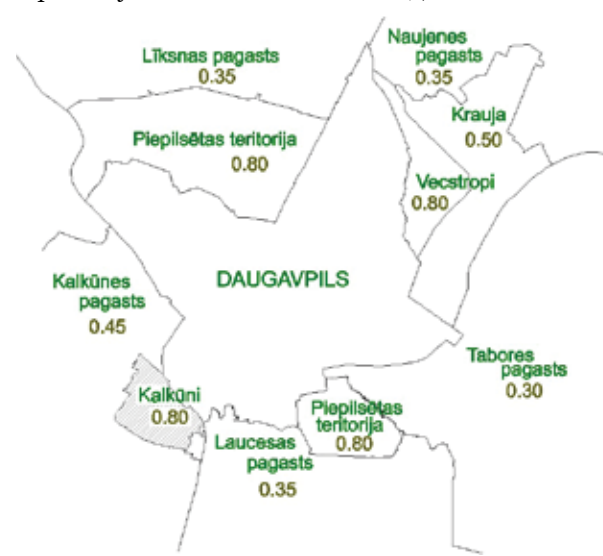 Naujenes
pagasts
0.35
Līksnas pagasts
0.35
Krauja
0.50
Piepilsētas teritorija
0.80
Vecstropi
0.80
DAUGAVPILS
Kalkūnes
pagasts
0.45
Tabores
pagasts
0.30
Kalkūni
0.80
Piepilsētas
teritorija
0.80
Laucesas
pagasts
0.35